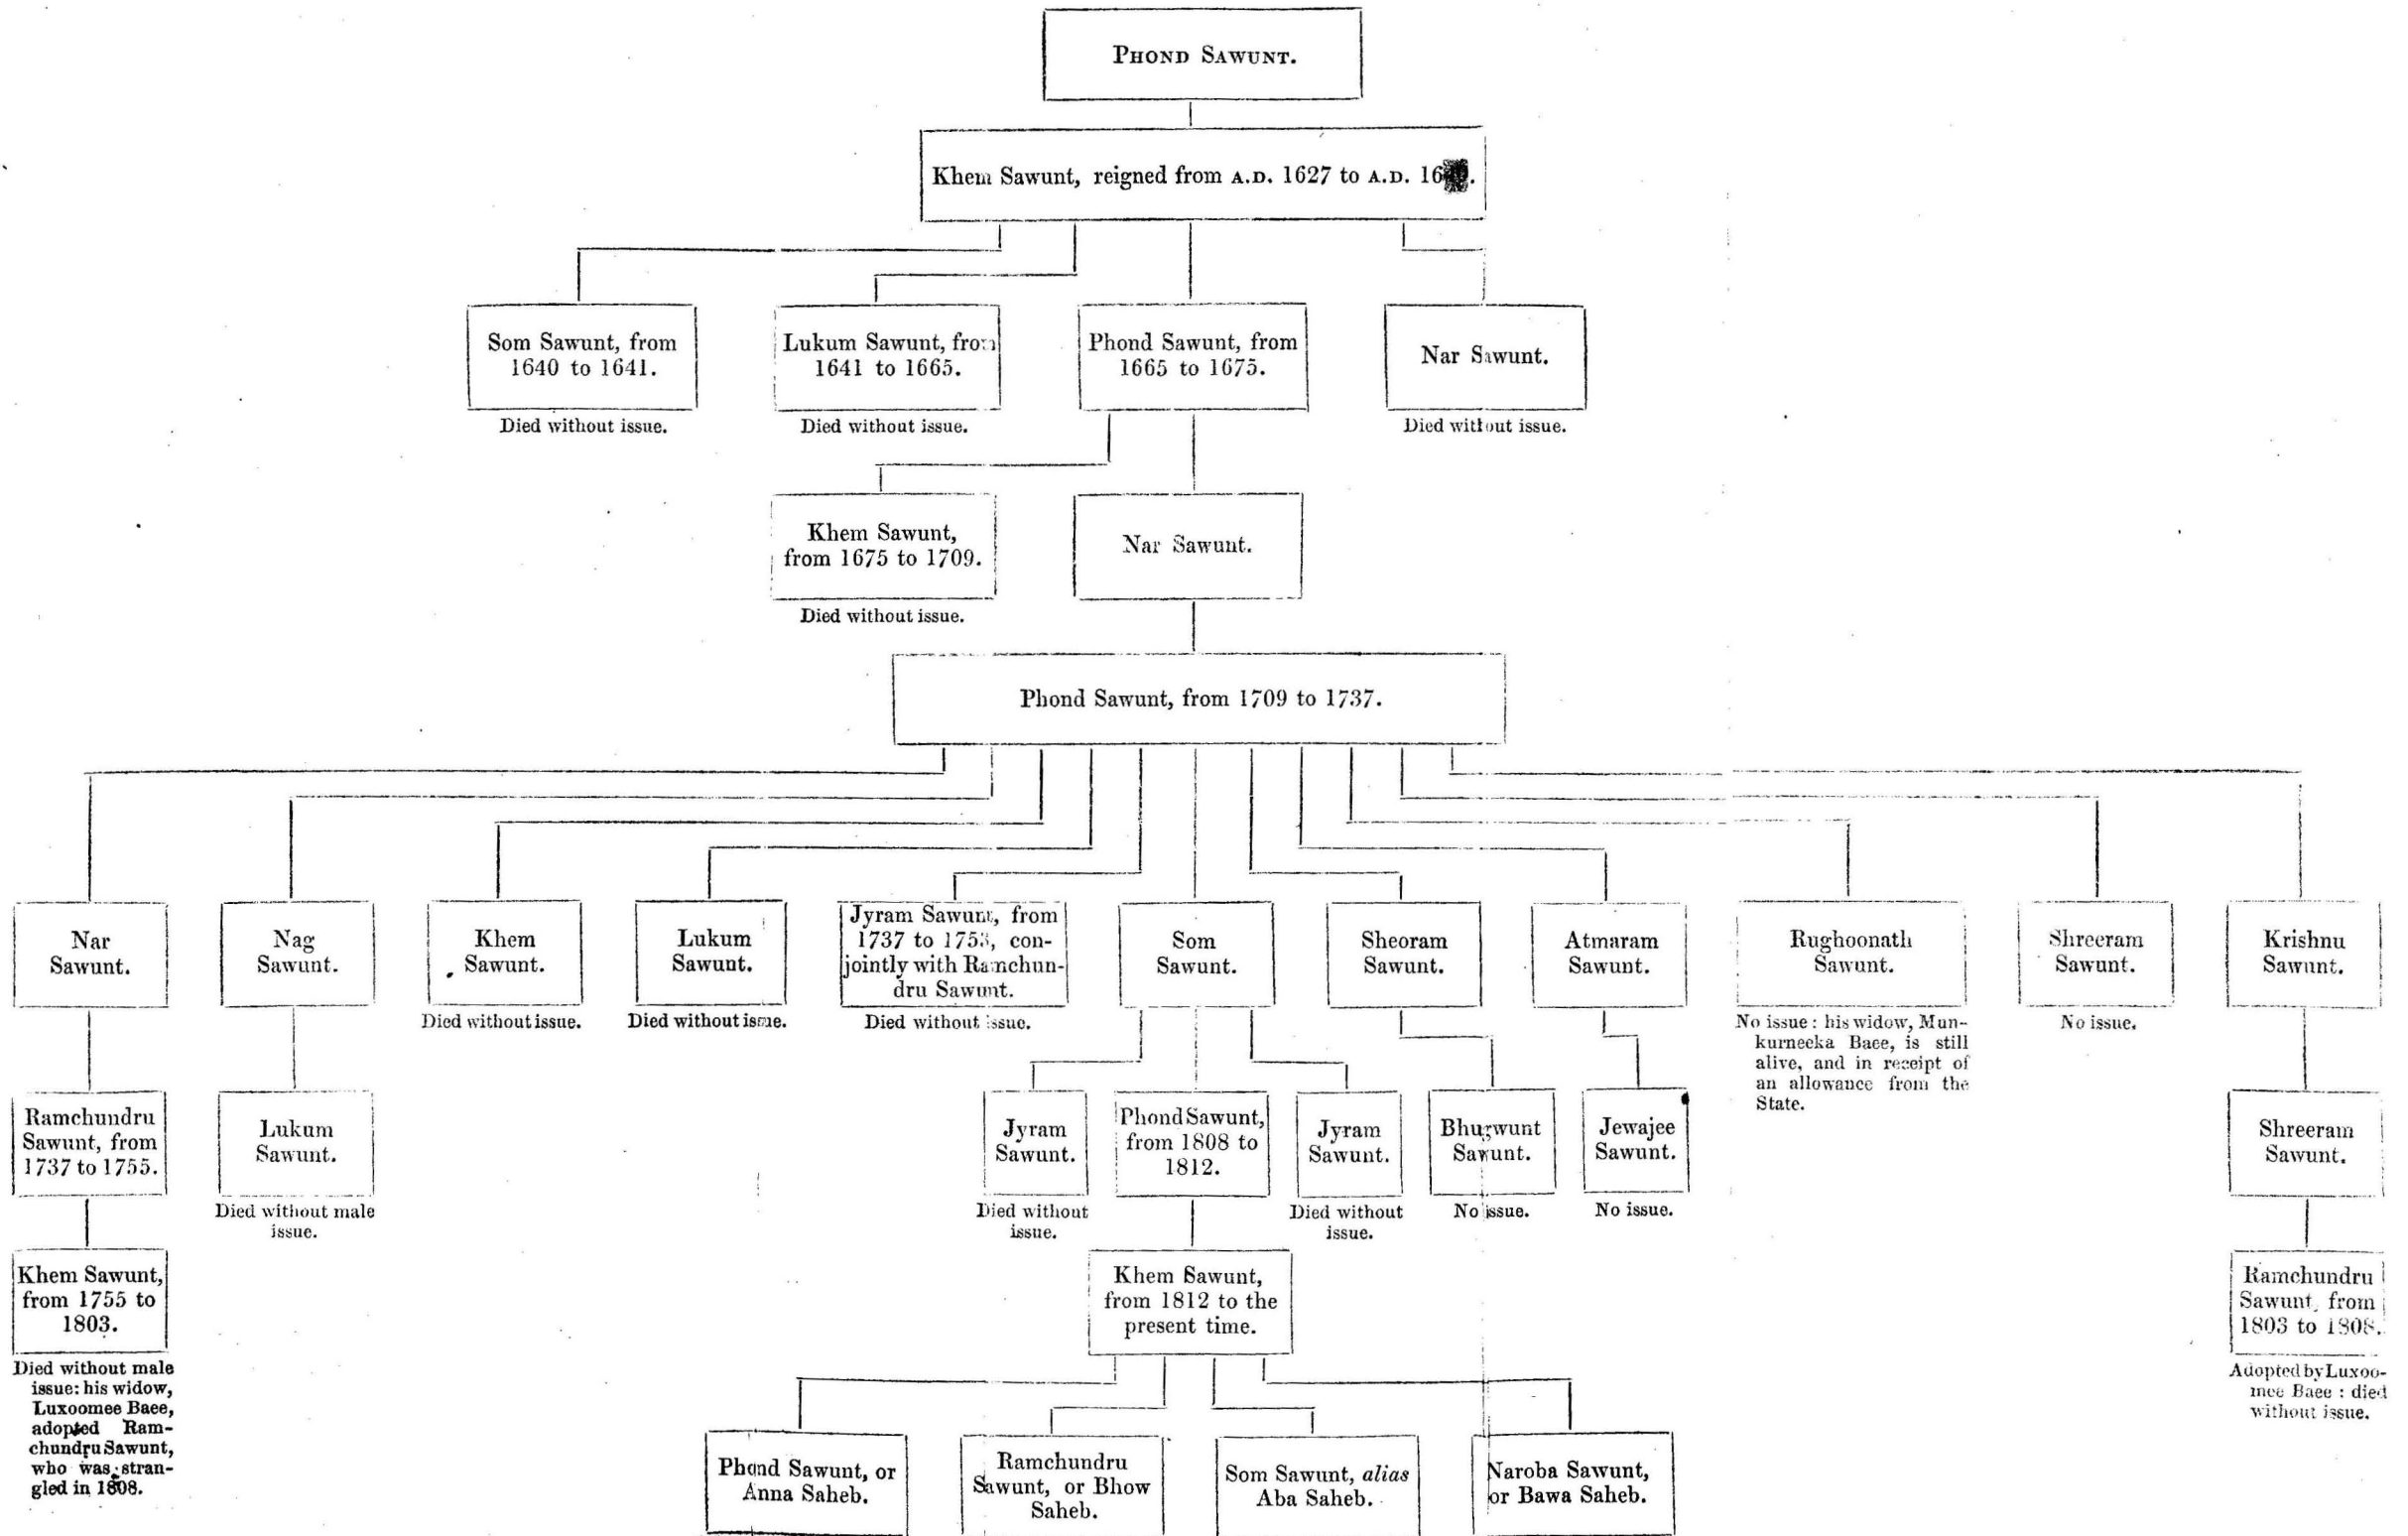 PHOND SAWUNT.
Khem Sawunt, reigned from A.D. 1627 to A.D. 16
Som Sawunt, from
1640 to 1641.
Died without issue.
Lukum Sawunt, from
1641 to 1665.
Died without issue.
Phond Sawunt, from
1665 to 1675.
Nar Sawunt.
Died without issue.
Khem Sawunt,
from 1675 to 1709.
Died without issue.
Nar Sawunt.
Phond Sawunt, from 1709 to 1737.
Nar
Sawunt.
Nag
Sawunt.
Khem
Sawunt.
Died without issue.
Lukum
Sawunt.
Died without issue.
Jyram Sawunt, from
1737 to 1753, con-
jointly with Ramchun-
dru Sawunt.
Died without issue.
Som
Sawunt.
Sheoram
Sawunt.
Atmaram
Sawunt.
Rughoonath
Sawunt.
No issue: his widow, Mun-
kurneeka Baee, is still
alive, and in receipt of
an allowance from the
State.
Shreeram
Sawunt.
No issue.
Krishnu
Sawunt.
Ramchundru
Sawunt, from
1737 to 1755.
Lukum
Sawunt.
Died without male
issue.
Jyram
Sawunt.
Died without
issue.
Phond Sawunt,
from 1808 to
1812.
Jyram
Sawunt.
Died without
issue.
Bhugwunt
Sawunt.
No issue.
Jewajee
Sawunt.
No issue.
Shreeram
Sawunt.
Khem Sawunt,
from 1755 to
1803.
Died without male
issue: his widow,
Luxoomee Baee,
adopted Ram-
chundru Sawunt,
who was stran-
gled in 1808.
Khem Sawunt,
from 1812 to the
present time.
Ramchundru
Sawunt, from
1803 to 1808.
Adopted by Luxoo-
mee Baee: died
without issue.
Phond Sawunt, or
Anna Saheb.
Ramchundru
Sawunt, or Bhow
Saheb.
Som Sawunt, alias
Aba Saheb.
Naroba Sawunt,
or Bawa Saheb.